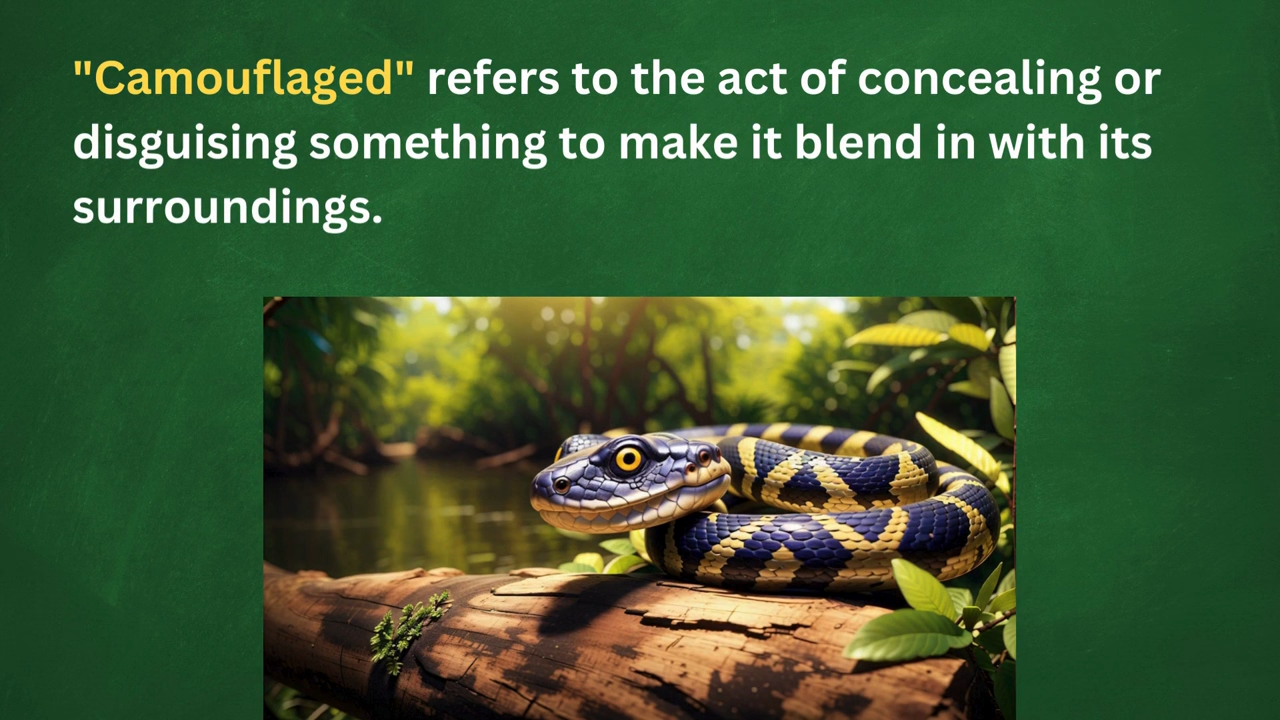 "Camouflaged" refers to the act of concealing or
disguising something to make it blend in with its
surroundings.